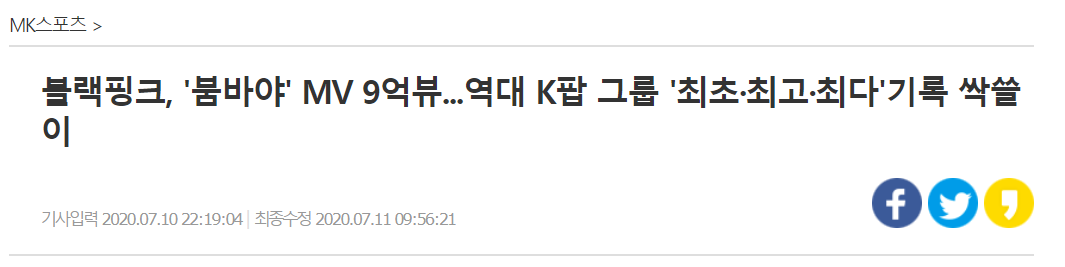 MK스포츠 >
블랙핑크, '붐바야' MV 9억뷰...역대 K팝 그룹 '최초·최고·최다'기록 싹쓸
이
기사입력 2020.07.10 22:19:04 | 최종수정 2020.07.11 09:56:21